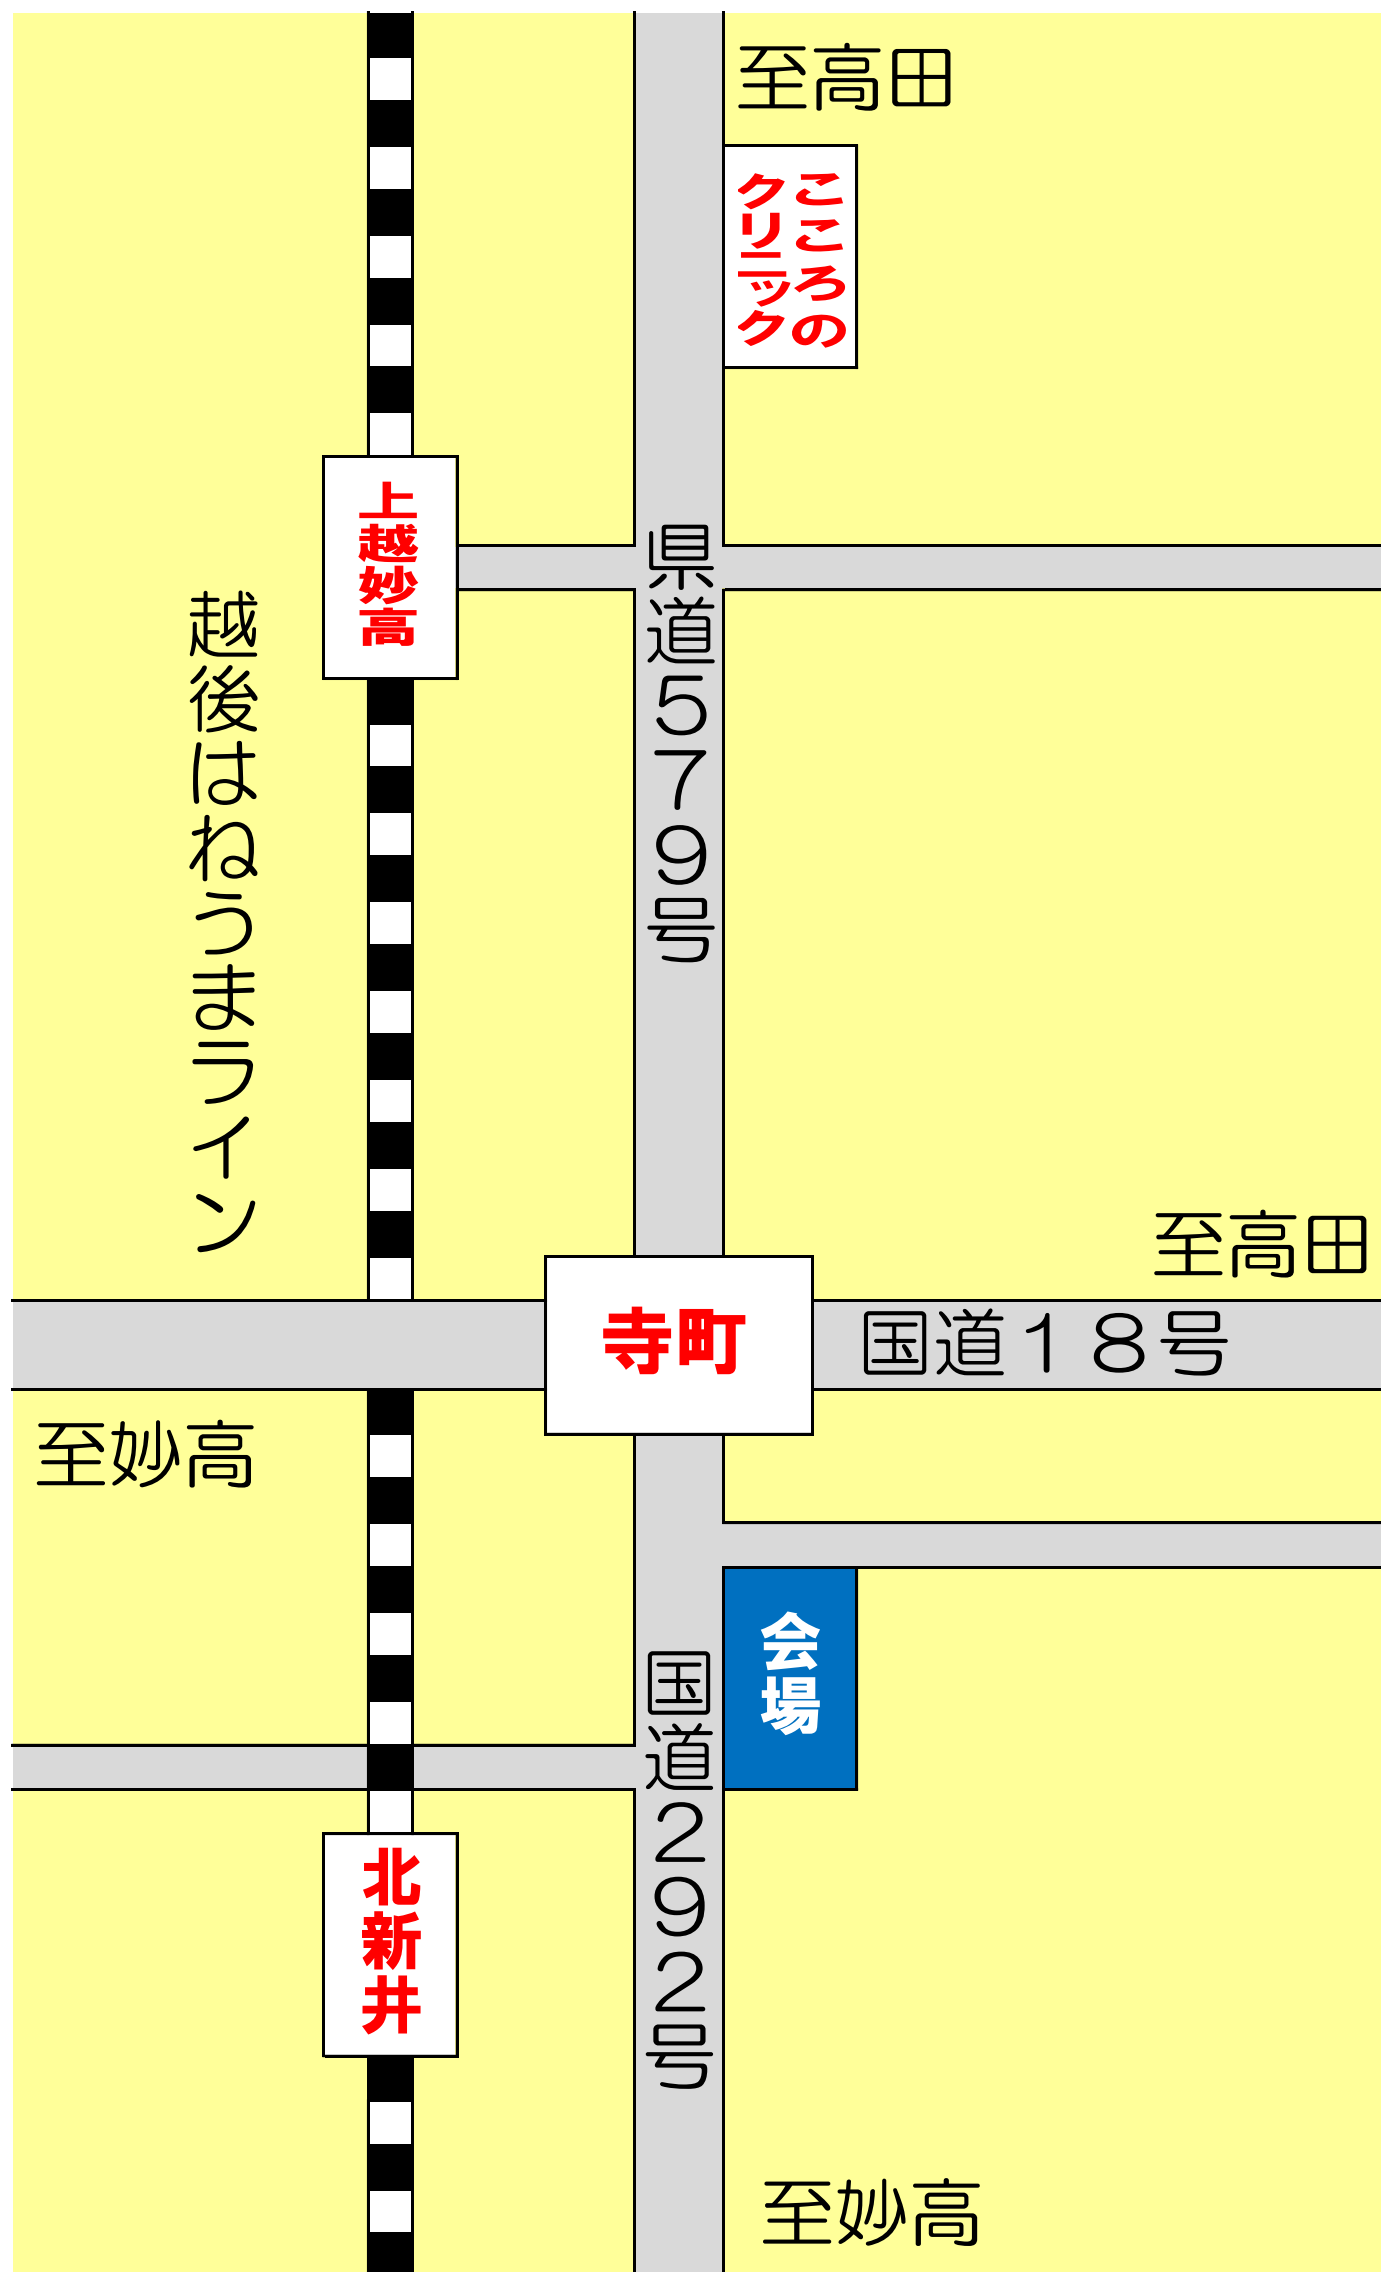 至高田
こころの
クリニック
上越妙高
県道579号
越後はねうまライン
至高田
寺町
国道18号
至妙高
会場
国道292号
北新井
至妙高